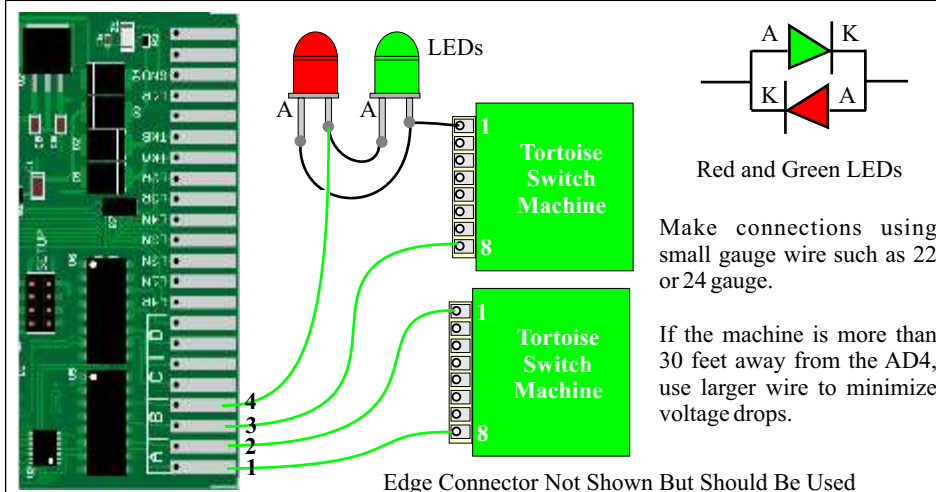 LEDs
A
A
A
K
K
A
Red and Green LEDs
1
Tortoise
Switch
Machine
8
Make connections using
small gauge wire such as 22
or 24 gauge.
1
Tortoise
Switch
Machine
8
If the machine is more than
30 feet away from the AD4,
use larger wire to minimize
voltage drops.
SETUP
D
C
B
A
4
3
2
1
Edge Connector Not Shown But Should Be Used